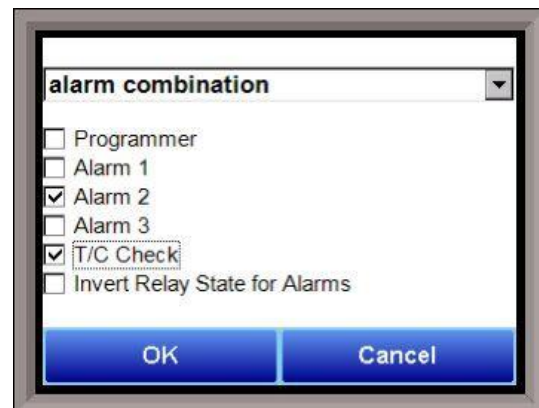 alarm combination
Programmer
Alarm 1
Alarm 2
Alarm 3
T/C Check
Invert Relay State for Alarms
OK
Cancel